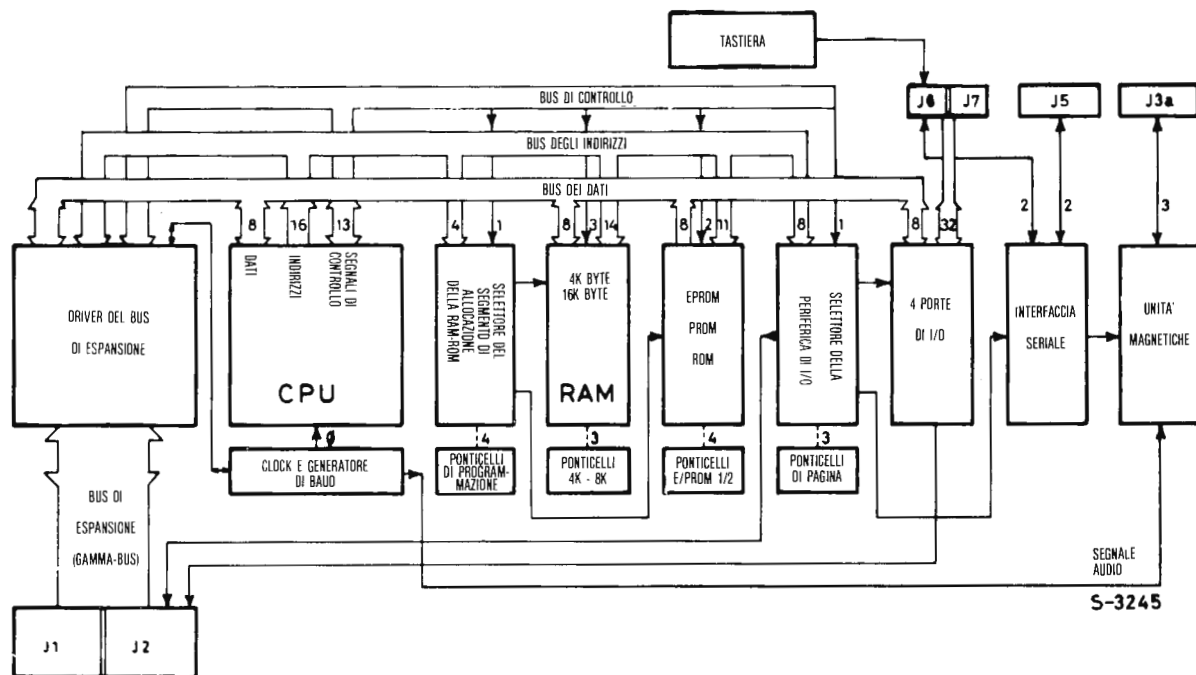 TASTIERA
BUS DI CONTROLLO
J6
J7
J5
J3a
BUS DEGLI INDIRIZZI
BUS DEI DATI
8
16
13
4
1
8
3
14
8
2
11
8
1
8
32
2
2
3
DRIVER DEL BUS
DI ESPANSIONE
DATI
INDIRIZZI
SEGNALI DI
CONTROLLO
CPU
SELETTORE DEL
SEGMENTO DI
ALLOCAZIONE
DELLA RAM-ROM
4K BYTE
16K BYTE
RAM
EPROM
PROM
ROM
SELETTORE DELLA
PERIFERICA DI I/O
4 PORTE
DI I/O
INTERFACCIA
SERIALE
UNITA'
MAGNETICHE
ϕ
4
3
4
3
CLOCK E GENERATORE
DI BAUD
PONTICELLI
DI PROGRAM-
MAZIONE
PONTICELLI
4K - 8K
PONTICELLI
E/PROM 1/2
PONTICELLI
DI PAGINA
BUS DI
ESPANSIONE
(GAMMA-BUS)
SEGNALE
AUDIO
S-3245
J1
J2